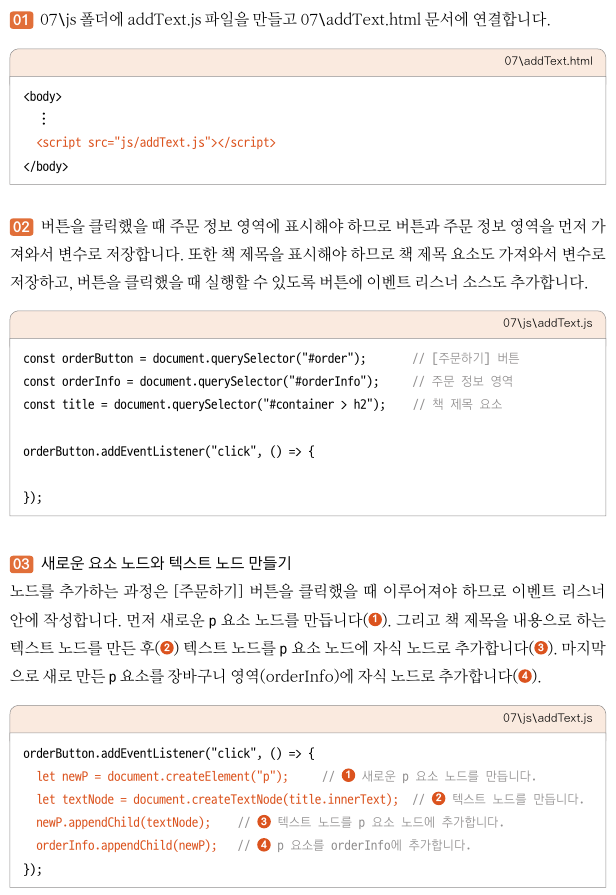 01 07\js 폴더에 addText.js 파일을 만들고 07\addText.html 문서에 연결합니다.
07\addText.html
<body>
⋮
<script src="js/addText.js"></script>
</body>
02 버튼을 클릭했을 때 주문 정보 영역에 표시해야 하므로 버튼과 주문 정보 영역을 먼저 가
져와서 변수로 저장합니다. 또한 책 제목을 표시해야 하므로 책 제목 요소도 가져와서 변수로
저장하고, 버튼을 클릭했을 때 실행할 수 있도록 버튼에 이벤트 리스너 소스도 추가합니다.
07\js\addText.js
const orderButton = document.querySelector("#order"); // [주문하기] 버튼
const orderInfo = document.querySelector("#orderInfo"); // 주문 정보 영역
const title = document.querySelector("#container > h2"); // 책 제목 요소
orderButton.addEventListener("click", () => {
});
03 새로운 요소 노드와 텍스트 노드 만들기
노드를 추가하는 과정은 [주문하기] 버튼을 클릭했을 때 이루어져야 하므로 이벤트 리스너
안에 작성합니다. 먼저 새로운 p 요소 노드를 만듭니다(❶). 그리고 책 제목을 내용으로 하는
텍스트 노드를 만든 후(❷) 텍스트 노드를 p 요소 노드에 자식 노드로 추가합니다(❸). 마지막
으로 새로 만든 p 요소를 장바구니 영역(orderInfo)에 자식 노드로 추가합니다(❹).
07\js\addText.js
orderButton.addEventListener("click", () => {
let newP = document.createElement("p"); // ❶ 새로운 p 요소 노드를 만듭니다.
let textNode = document.createTextNode(title.innerText); // ❷ 텍스트 노드를 만듭니다.
newP.appendChild(textNode); // ❸ 텍스트 노드를 p 요소 노드에 추가합니다.
orderInfo.appendChild(newP); // ❹ p 요소를 orderInfo에 추가합니다.
});